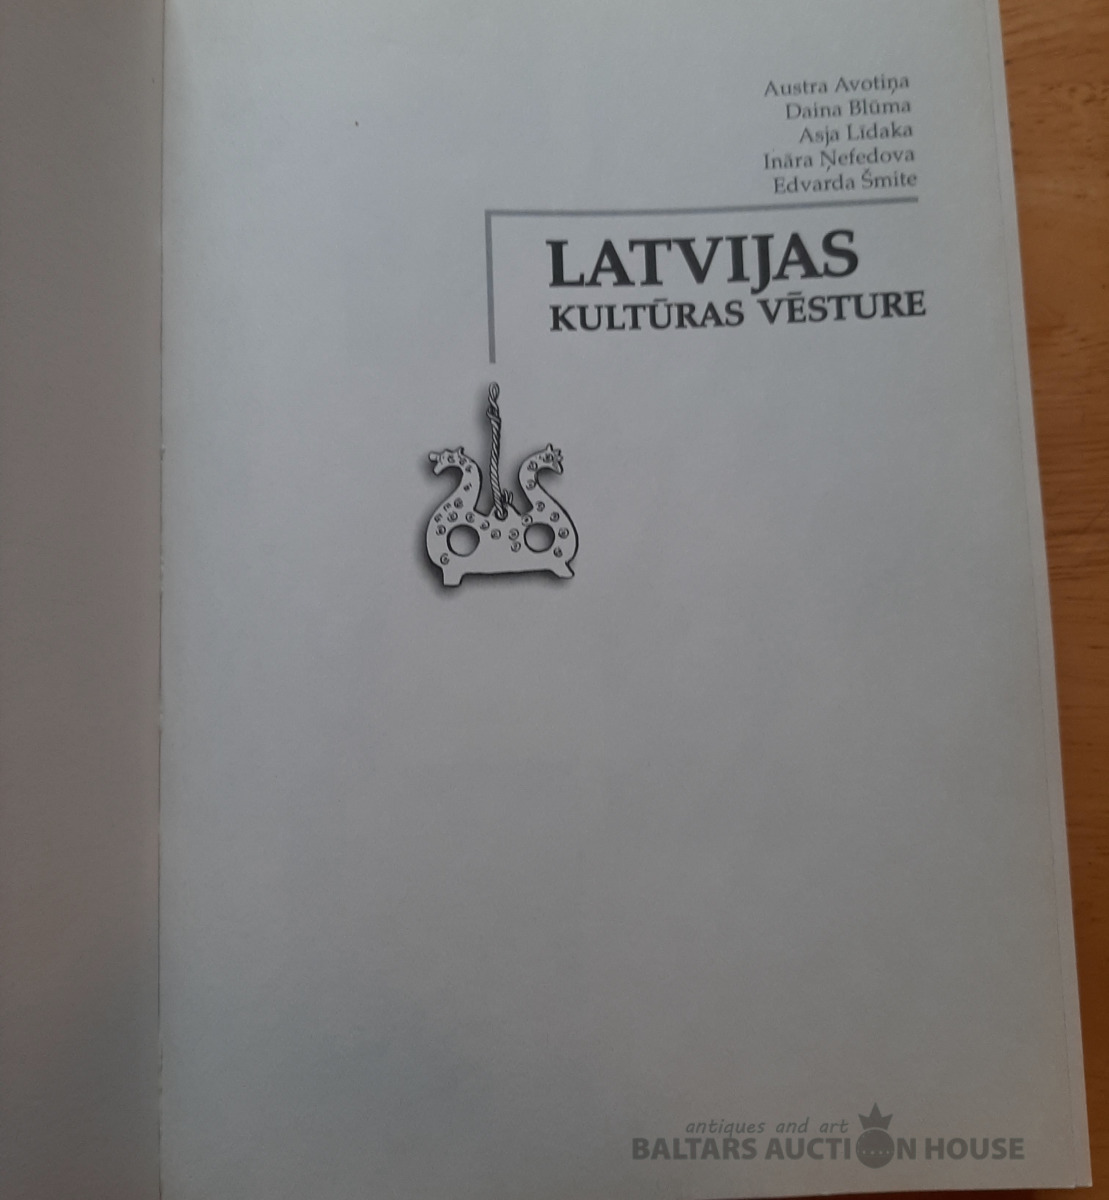 Austra Avotiņa
Daina Blūma
Asja Līdaka
Ināra Ņefedova
Edvarda Šmite
LATVIJAS
KULTŪRAS VĒSTURE
antiques and art
BALTARS AUCTION HOUSE